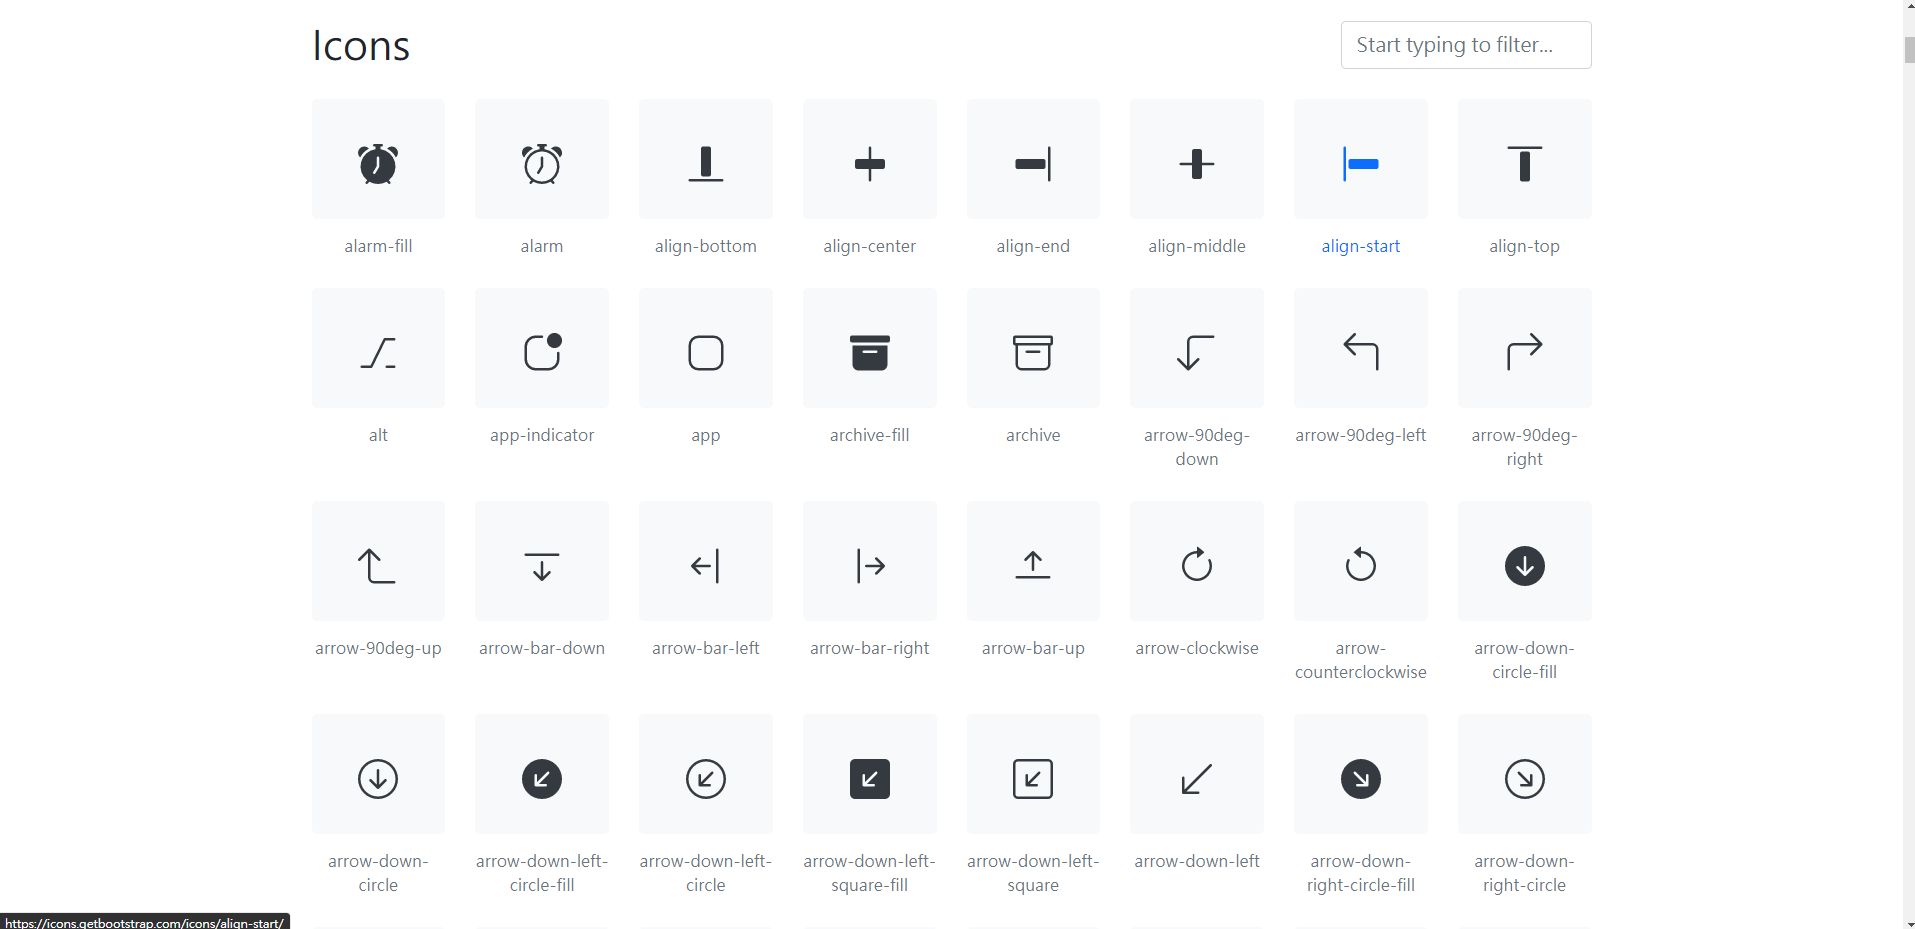 Icons
Start typing to filter...
alarm-fill
alarm
align-bottom
align-center
align-end
align-middle
align-start
align-top
alt
app-indicator
app
archive-fill
archive
arrow-90deg-
down
arrow-90deg-left
arrow-90deg-
right
arrow-90deg-up
arrow-bar-down
arrow-bar-left
arrow-bar-right
arrow-bar-up
arrow-clockwise
arrow-
counterclockwise
arrow-down-
circle-fill
arrow-down-
circle
arrow-down-left-
circle-fill
arrow-down-left-
circle
arrow-down-left-
square-fill
arrow-down-left-
square
arrow-down-left
arrow-down-
right-circle-fill
arrow-down-
right-circle
https://icons.getbootstrap.com/icons/align-start/